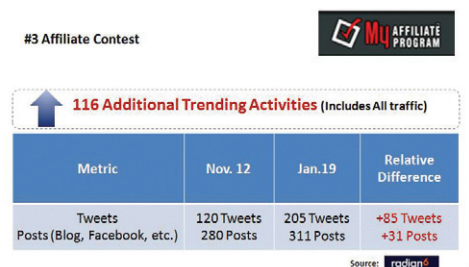 #3 Affiliate Contest
My AFFILIATE
PROGRAM
116 Additional Trending Activities (Includes All traffic)
Metric Nov. 12 Jan.19 Relative Difference
Tweets 120 Tweets 205 Tweets +85 Tweets
Posts (Blog, Facebook, etc.) 280 Posts 311 Posts +31 Posts
Source: radian6